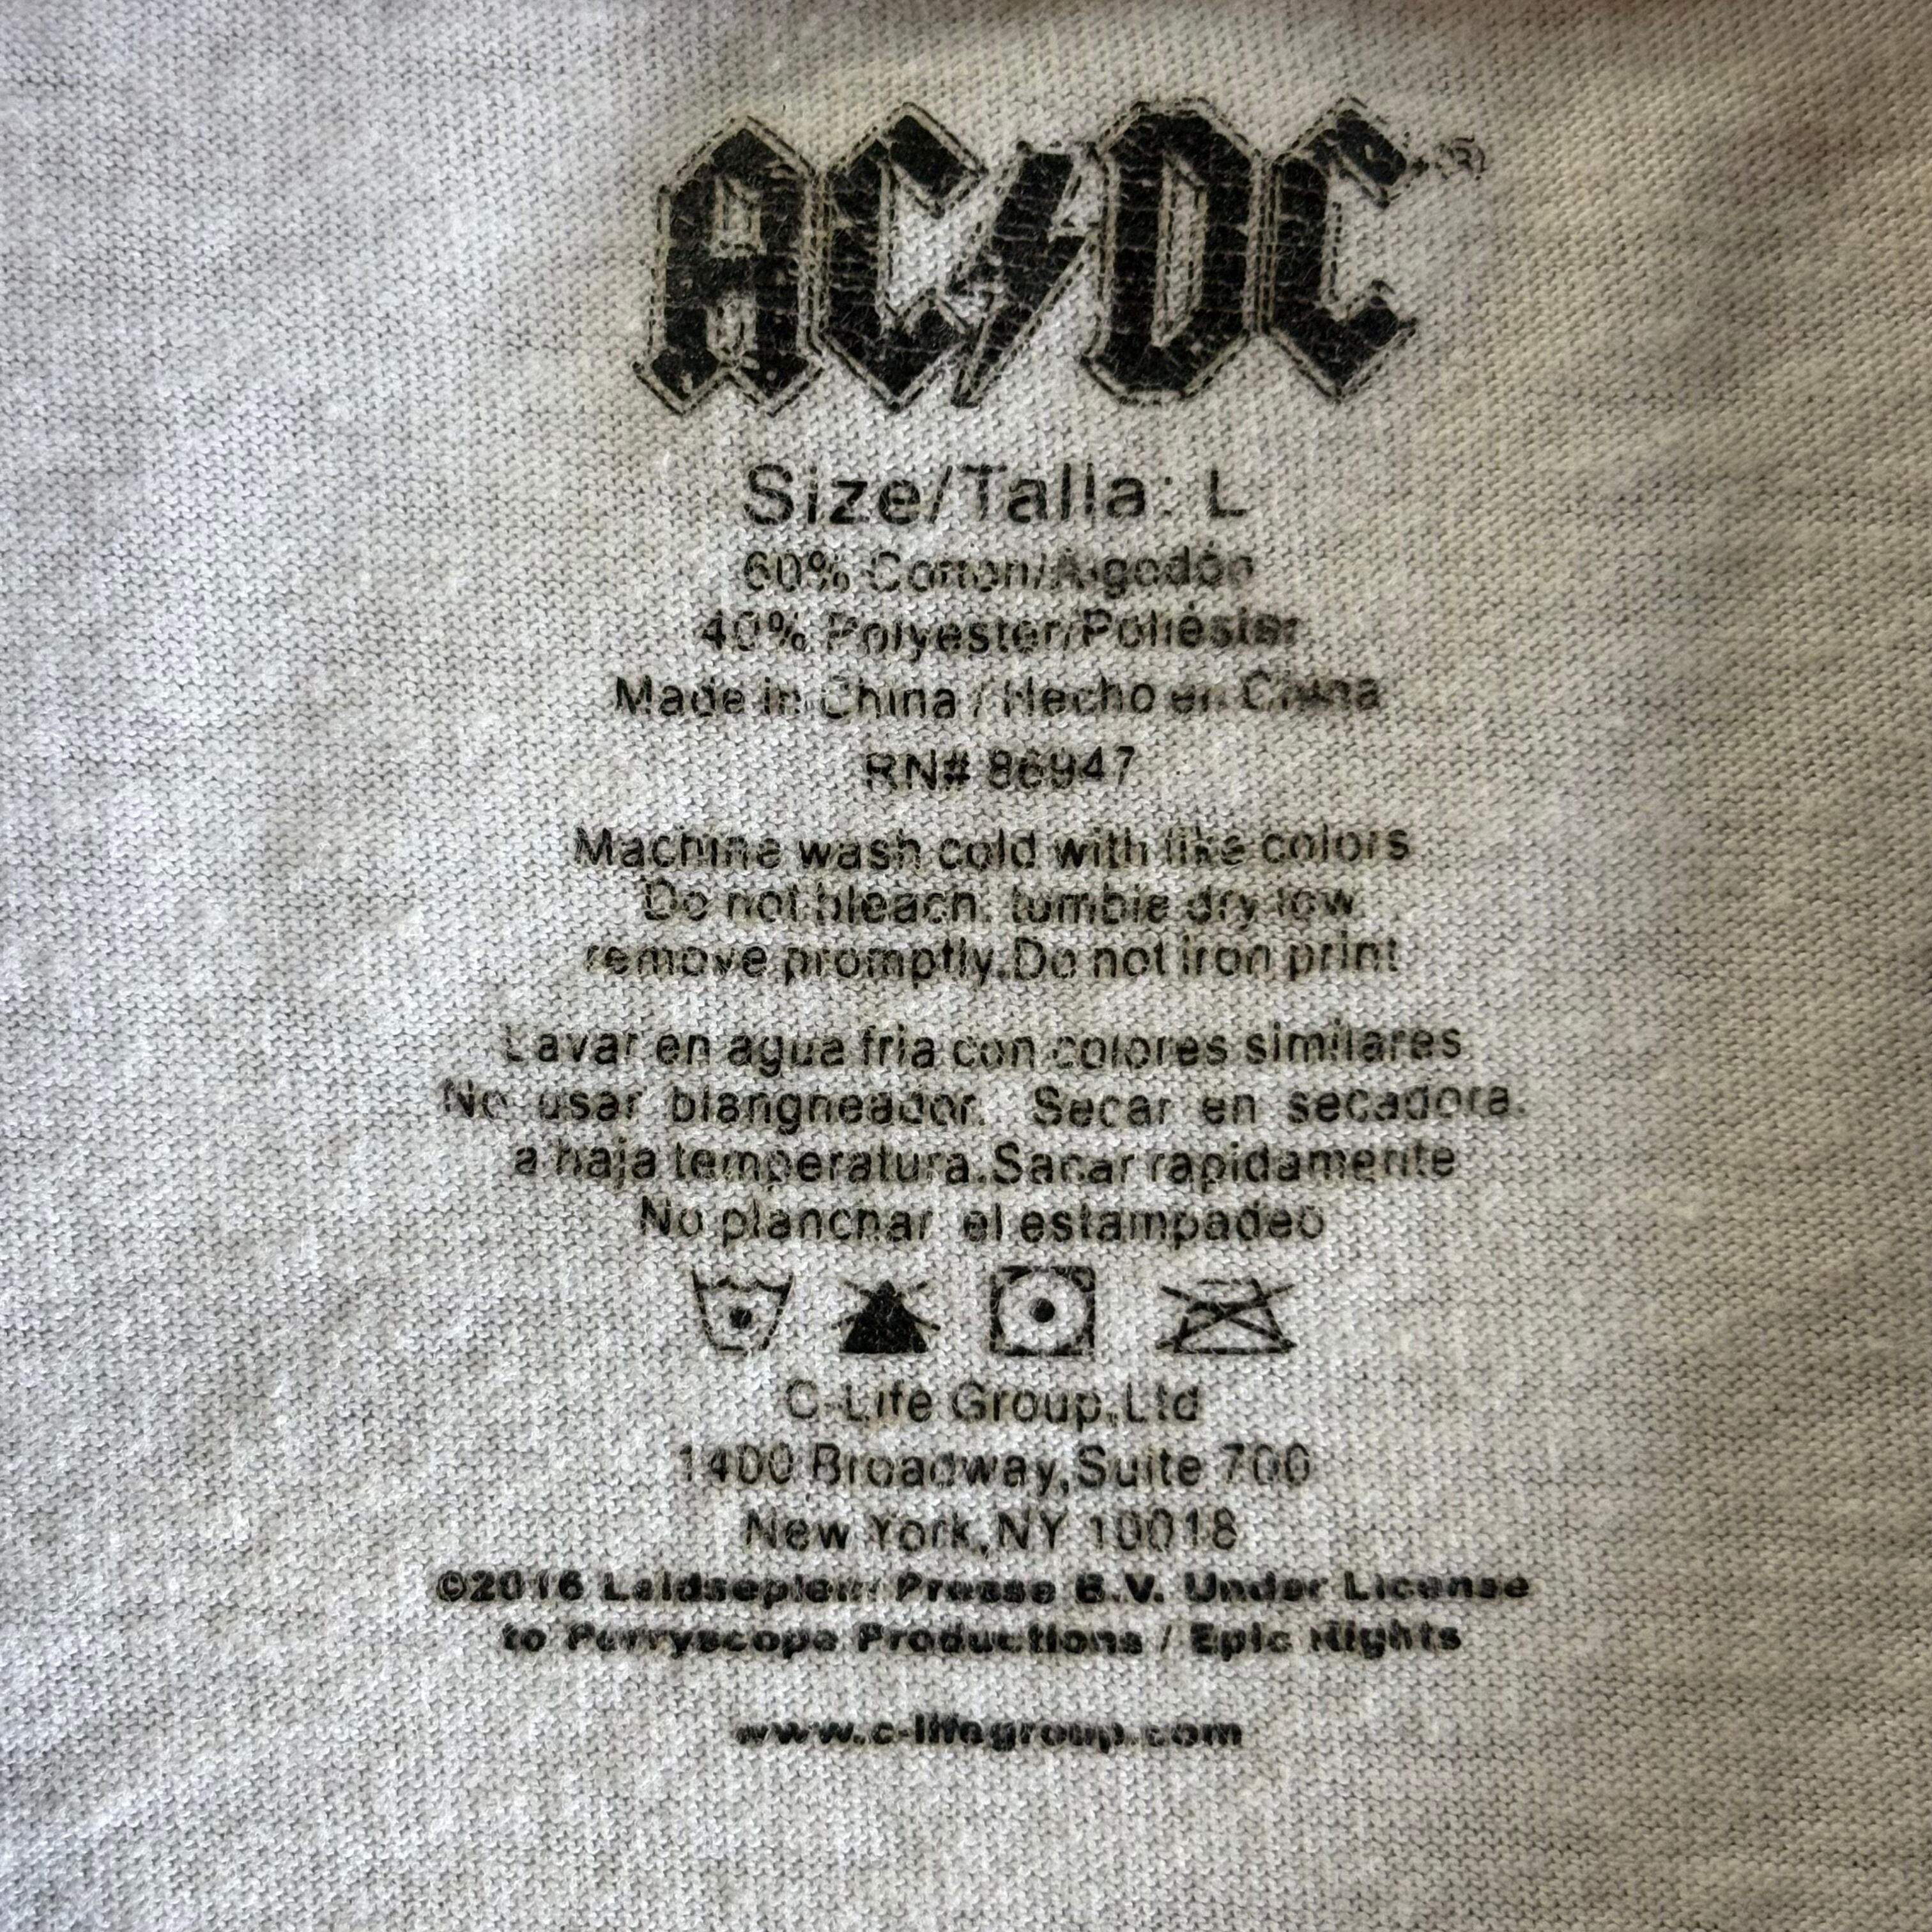 AC/DC
Size/Talla: L
60% Cotton/Algodón
40% Polyester/Poliéster
Made in China / Hecho en China
RN# 86947
Machine wash cold with like colors
Do not bleach. tumble dry low
remove promptly.Do not iron print
Lavar en agua fria con colores similares
No usar blangneador. Secar en secadora.
a baja temperatura.Sacar rapidamente
No planchar el estampadeo
C-Life Group,Ltd
1400 Broadway,Suite 700
New York,NY 10018
©2016 Leidseplein Presse B.V. Under License
to Perryscope Productions / Epic Rights
www.c-lifegroup.com